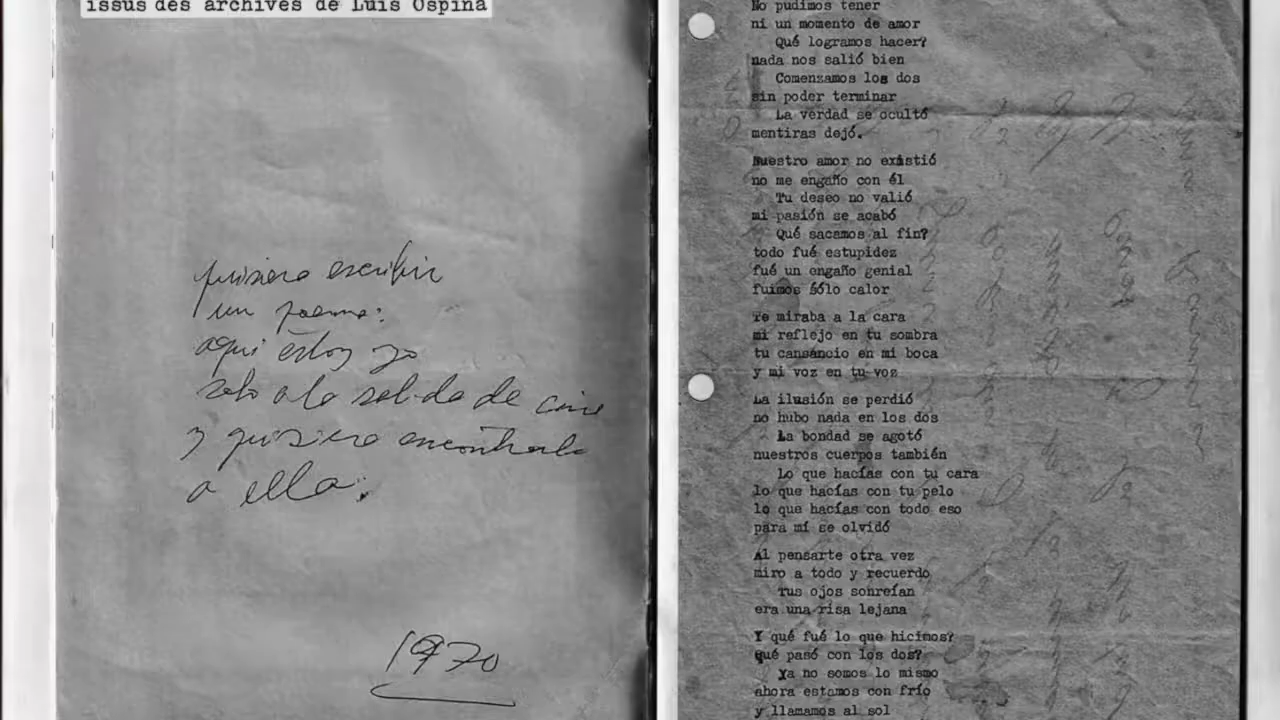 issus des archives de Luis Ospina
quisiera escribir
un poema:
aquí estoy yo
solo a la salida de cine
y quisiera encontrarla
a ella.
1970
No pudimos tener
ni un momento de amor
Qué logramos hacer?
nada nos salió bien
Comenzamos los dos
sin poder terminar
La verdad se ocultó
mentiras dejó.
Nuestro amor no existió
no me engaño con él
Tu deseo no valió
mi pasión se acabó
Qué sacamos al fin?
todo fué estupidez
fué un engaño genial
fuimos sólo calor
Te miraba a la cara
mi reflejo en tu sombra
tu cansancio en mi boca
y mi voz en tu voz
La ilusión se perdió
no hubo nada en los dos
La bondad se agotó
nuestros cuerpos también
Lo que hacías con tu cara
lo que hacías con tu pelo
lo que hacías con todo eso
para mí se olvidó
Al pensarte otra vez
miro a todo y recuerdo
Tus ojos sonreían
era una risa lejana
Y qué fué lo que hicimos?
qué pasó con los dos?
Ya no somos lo mismo
ahora estamos con frío
y llamamos al sol